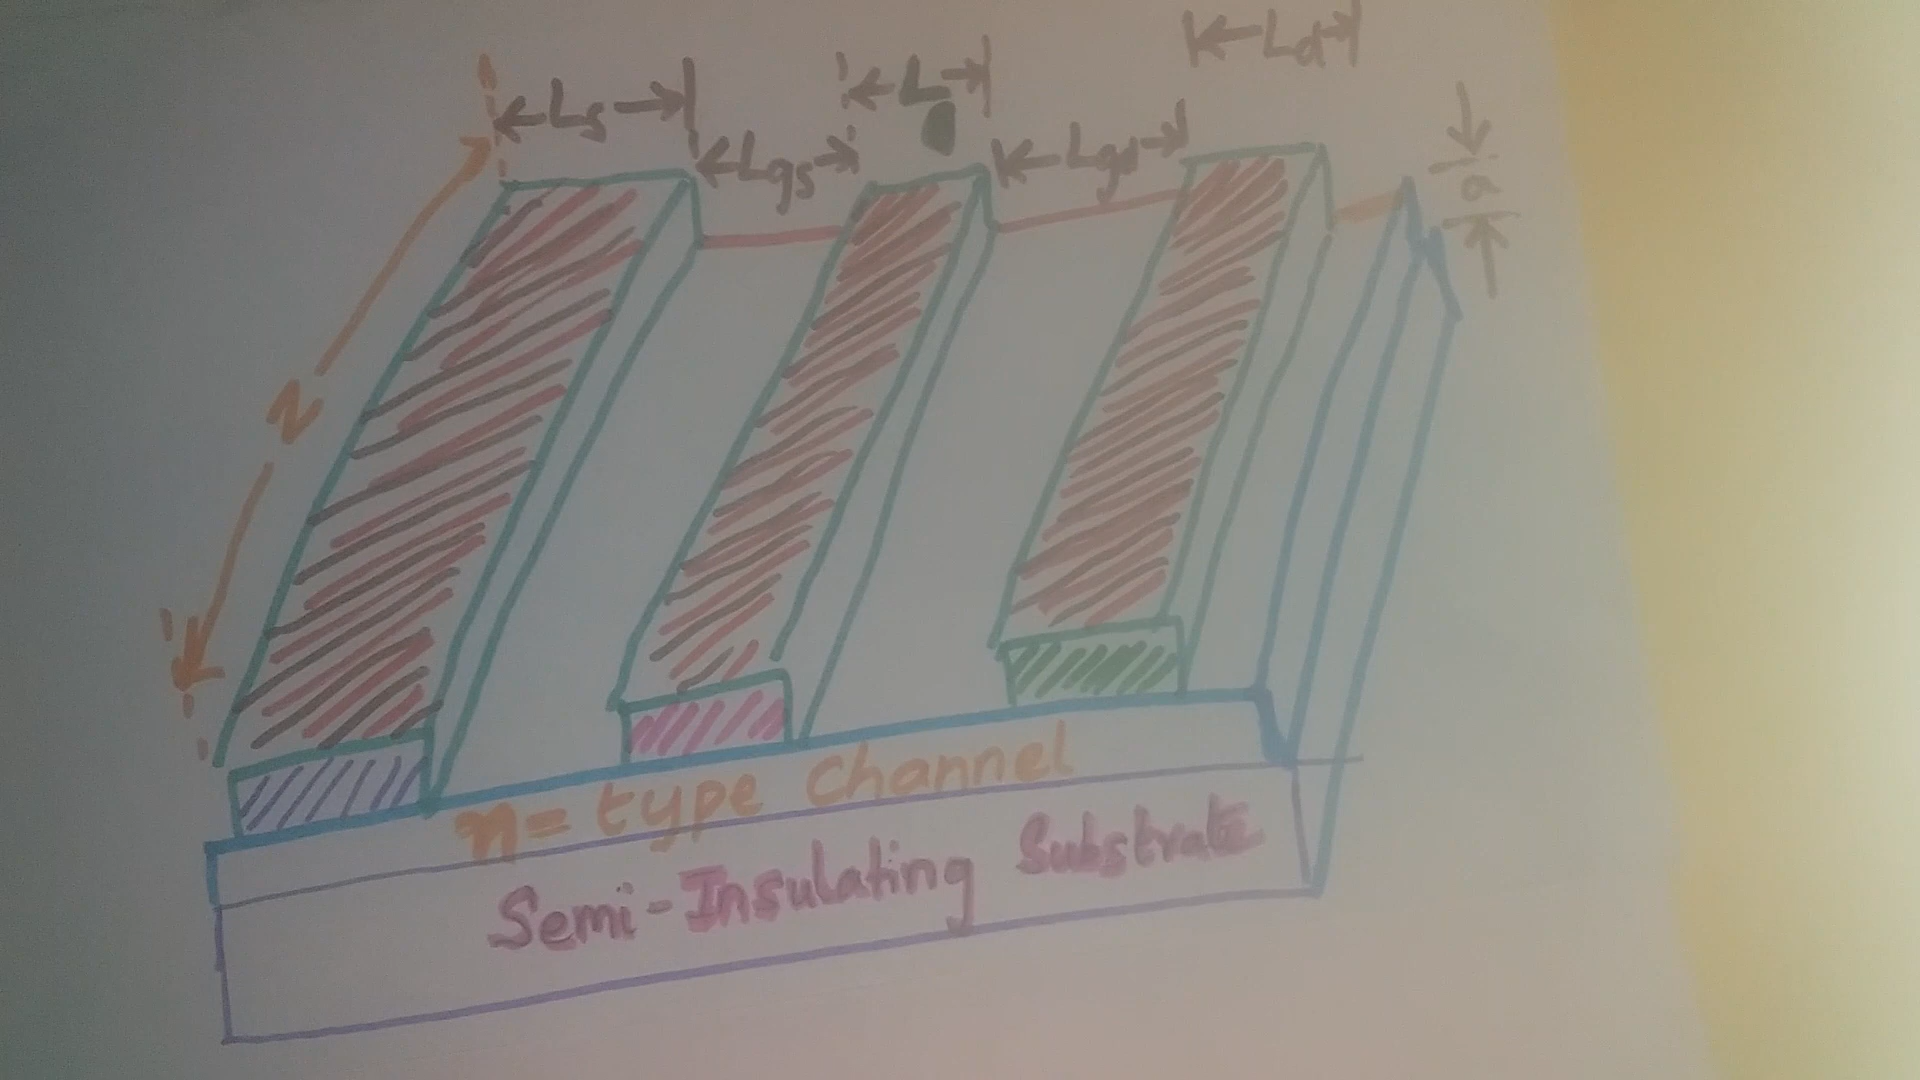 Ls
L
Ld
Lgs
Lgd
a
Z
n= type channel
Semi-Insulating Substrate